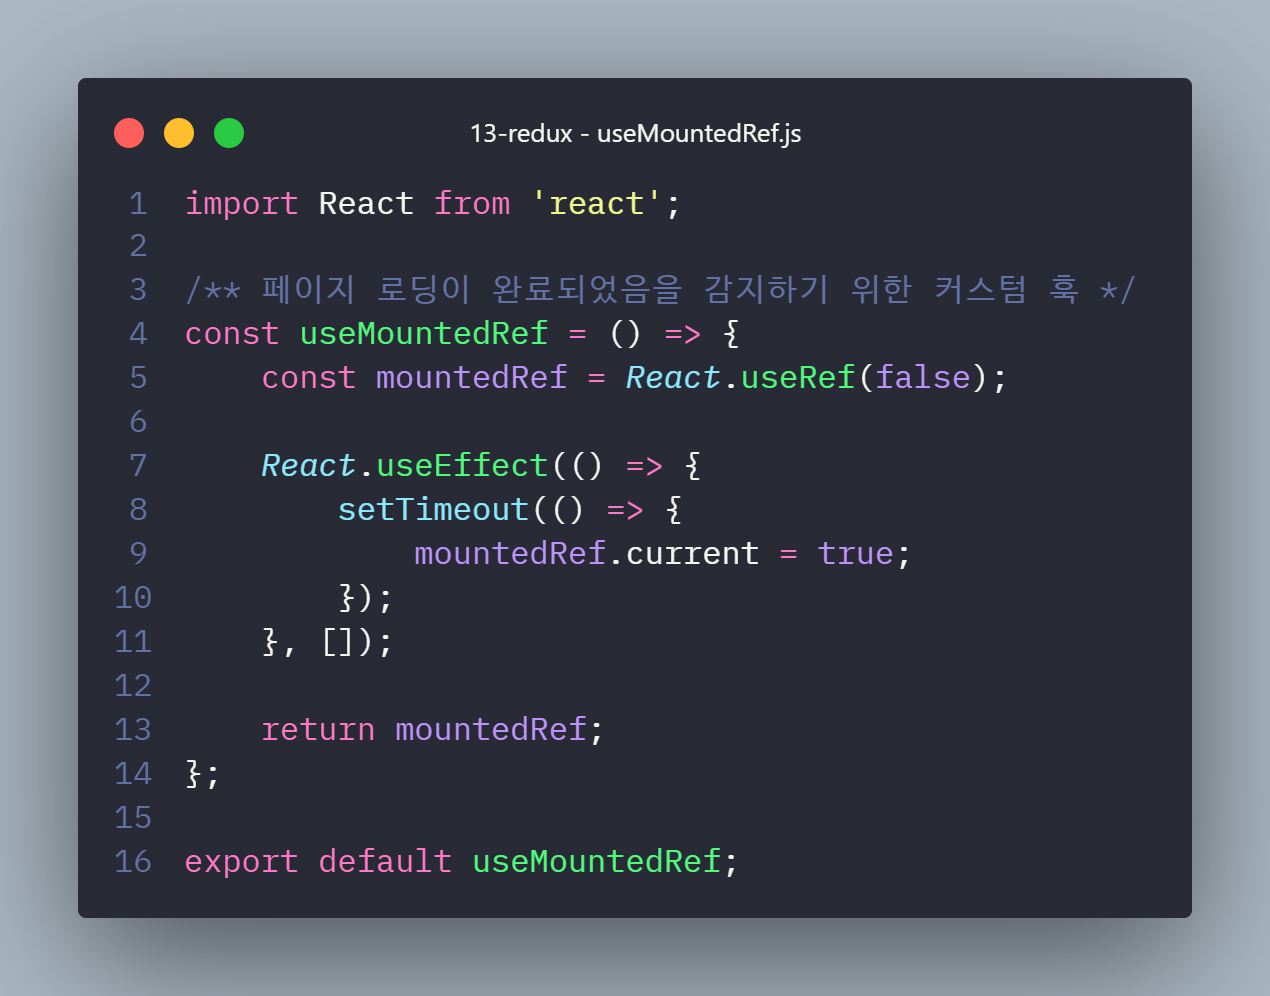 13-redux - useMountedRef.js
1 import React from 'react';
2
3 /** 페이지 로딩이 완료되었음을 감지하기 위한 커스텀 훅 */
4 const useMountedRef = () => {
5     const mountedRef = React.useRef(false);
6
7     React.useEffect(() => {
8         setTimeout(() => {
9             mountedRef.current = true;
10         });
11     }, []);
12
13     return mountedRef;
14 };
15
16 export default useMountedRef;